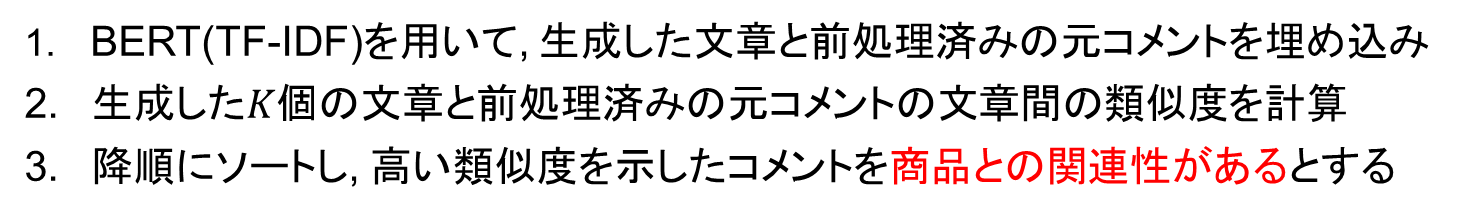 1. BERT(TF-IDF)を用いて, 生成した文章と前処理済みの元コメントを埋め込み
2. 生成したK個の文章と前処理済みの元コメントの文章間の類似度を計算
3. 降順にソートし, 高い類似度を示したコメントを商品との関連性があるとする